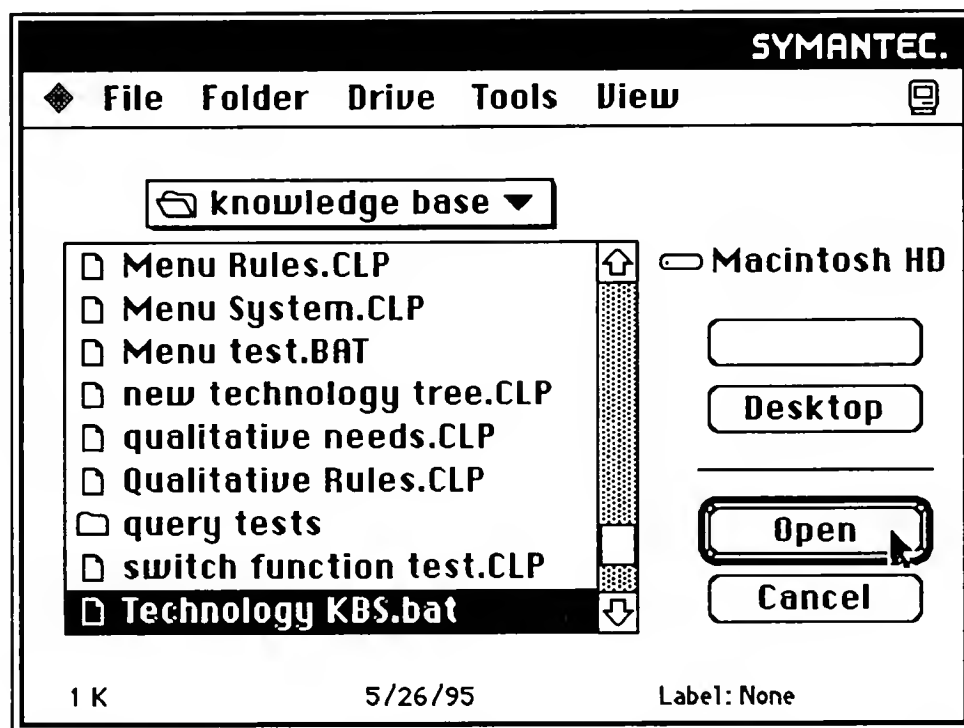 SYMANTEC.
File Folder Drive Tools View
knowledge base
Menu Rules.CLP
Macintosh HD
Menu System.CLP
Menu test.BAT
new technology tree.CLP
Desktop
qualitative needs.CLP
Qualitative Rules.CLP
query tests
Open
switch function test.CLP
Technology KBS.bat
Cancel
1 K 5/26/95 Label: None